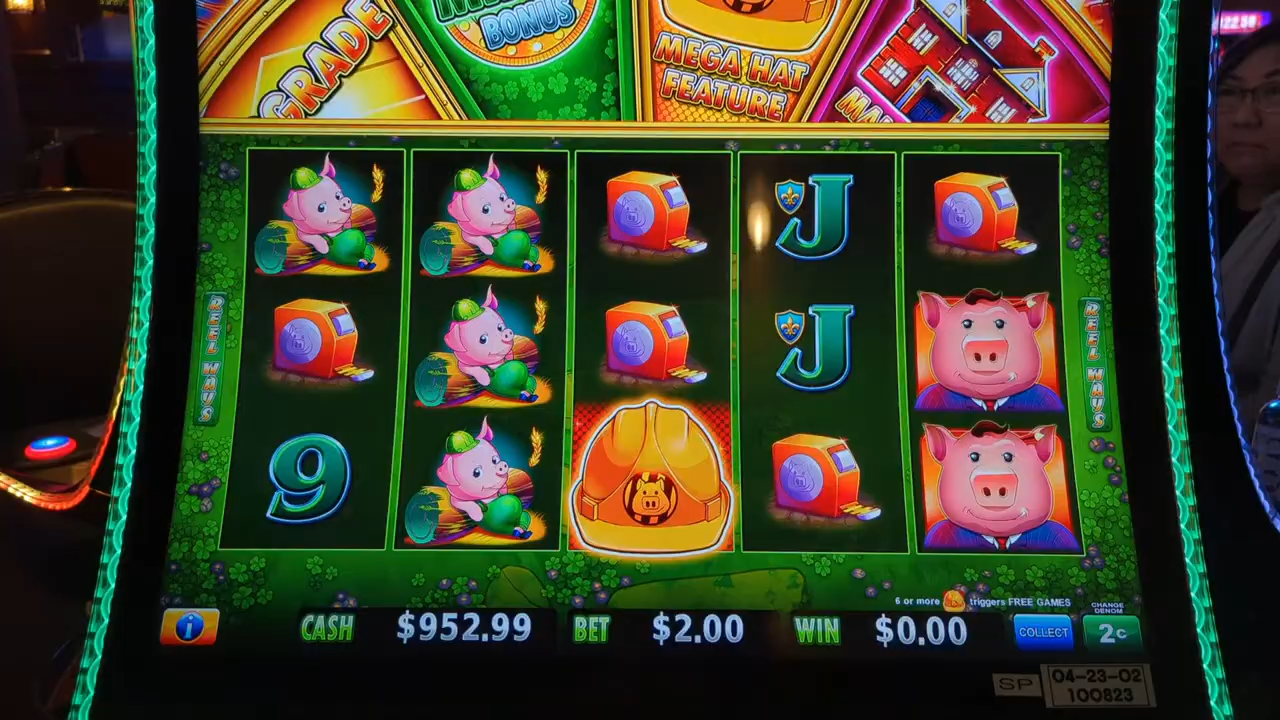 GRADE
BONUS
MEGA HAT
FEATURE
J
J
9
REEL WAYS
REEL WAYS
6 or more triggers FREE GAMES
CHANGE
DENOM
CASH $952.99 BET $2.00 WIN $0.00 COLLECT 2¢
SP 04-23-02
100823